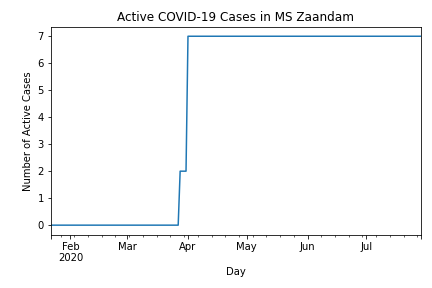 Active COVID-19 Cases in MS Zaandam
Number of Active Cases
7
6
5
4
3
2
1
0
Feb Mar Apr May Jun Jul
2020
Day